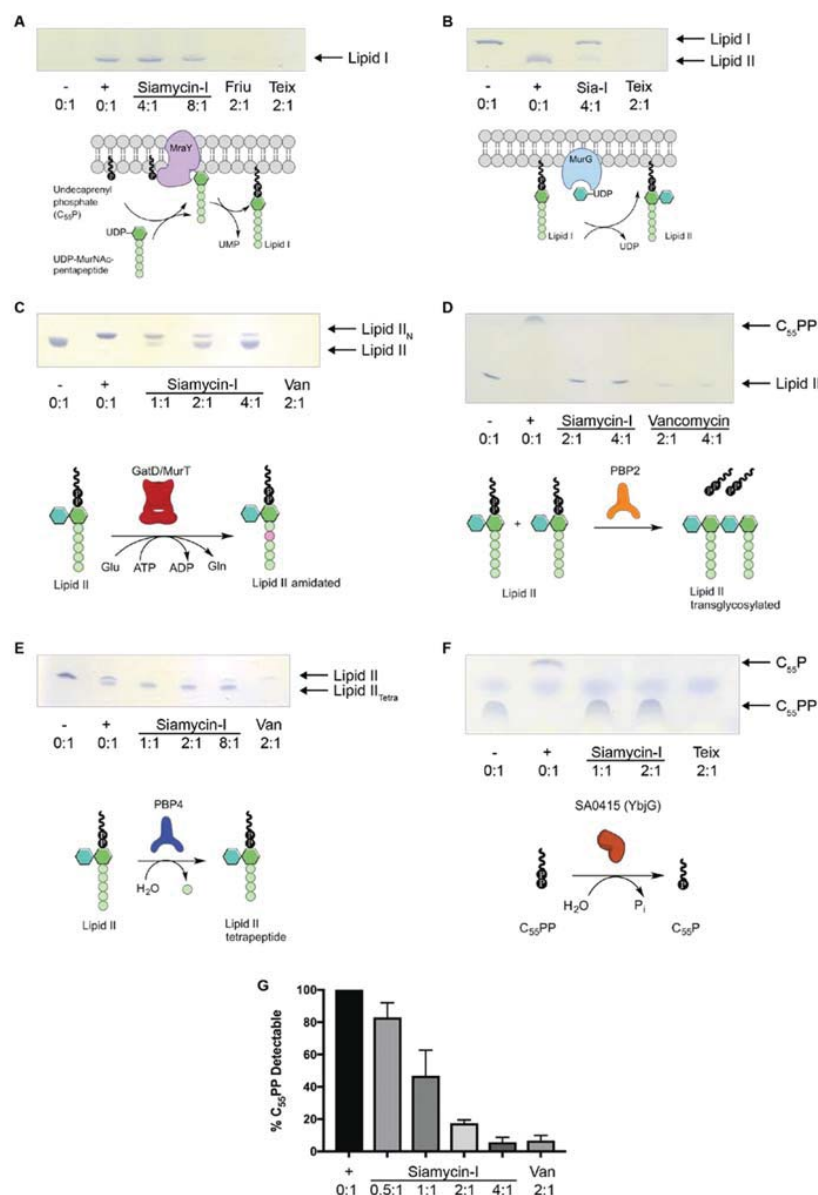 A
Lipid I
- + Siamycin-I Friu Teix
0:1 0:1 4:1 8:1 2:1 2:1
MraY
Undecaprenyl
phosphate
(C₅₅P)
UDP
UMP
Lipid I
UDP-MurNAc-
pentapeptide
B
Lipid I
Lipid II
- + Sia-I Teix
0:1 0:1 4:1 2:1
MurG
UDP
Lipid I
UDP
Lipid II
C
Lipid II_N
Lipid II
- + Siamycin-I Van
0:1 0:1 1:1 2:1 4:1 2:1
GatD/MurT
Glu ATP ADP Gln
Lipid II
Lipid II amidated
D
C₅₅PP
Lipid II
- + Siamycin-I Vancomycin
0:1 0:1 2:1 4:1 2:1 4:1
PBP2
+
Lipid II
Lipid II
transglycosylated
E
Lipid II
Lipid II_Tetra
- + Siamycin-I Van
0:1 0:1 1:1 2:1 8:1 2:1
PBP4
H₂O
Lipid II
Lipid II
tetrapeptide
F
C₅₅P
C₅₅PP
- + Siamycin-I Teix
0:1 0:1 1:1 2:1 2:1
SA0415 (YbjG)
P P
P
H₂O Pᵢ
C₅₅PP C₅₅P
G
% C₅₅PP Detectable
100
80
60
40
20
0
+ Siamycin-I Van
0:1 0.5:1 1:1 2:1 4:1 2:1